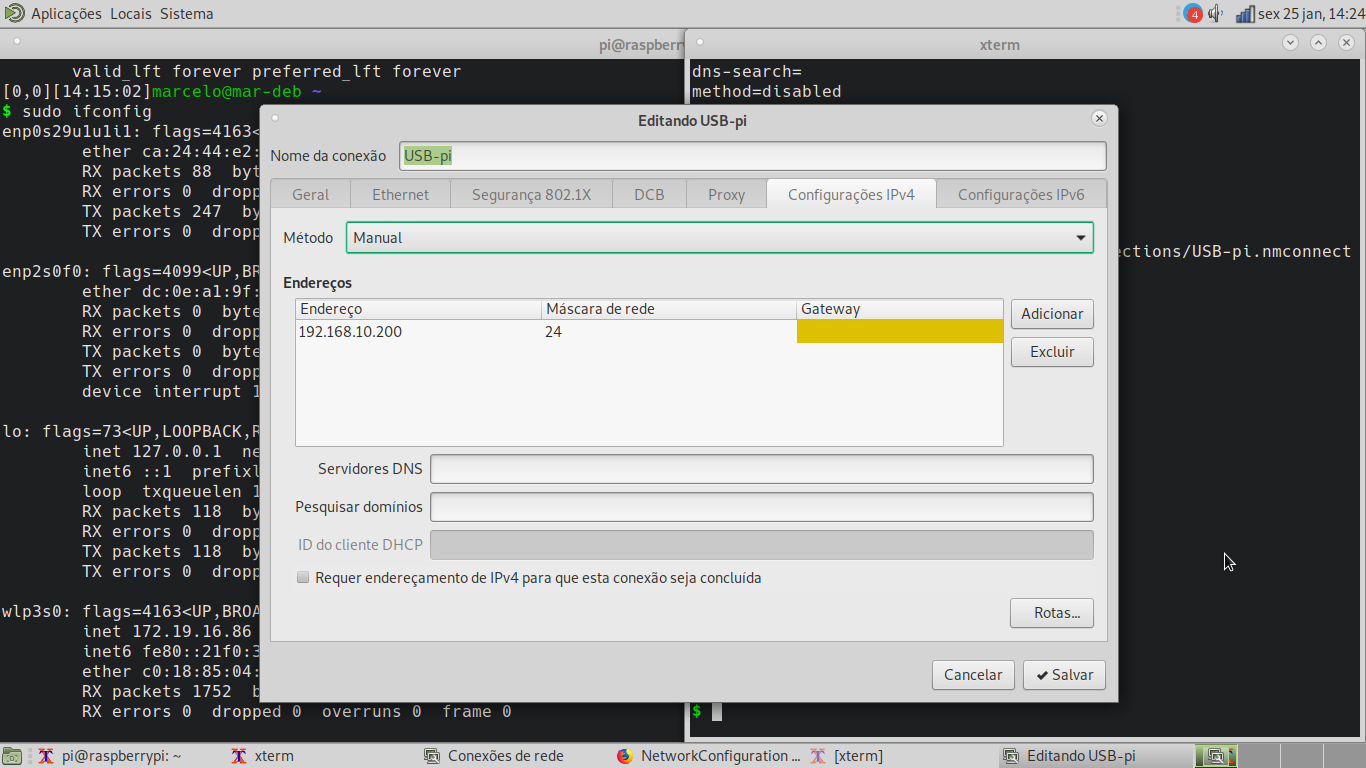 Aplicações Locais Sistema
4
sex 25 jan, 14:24
pi@raspberry
xterm
valid_lft forever preferred_lft forever
[0,0][14:15:02]marcelo@mar-deb ~
$ sudo ifconfig
enp0s29u1u1i1: flags=4163<
ether ca:24:44:e2:
RX packets 88 byt
RX errors 0 dropp
TX packets 247 by
TX errors 0 dropp
enp2s0f0: flags=4099<UP,BR
ether dc:0e:a1:9f:
RX packets 0 byte
RX errors 0 dropp
TX packets 0 byte
TX errors 0 dropp
device interrupt 1
lo: flags=73<UP,LOOPBACK,R
inet 127.0.0.1 ne
inet6 ::1 prefixl
loop txqueuelen 1
RX packets 118 by
RX errors 0 dropp
TX packets 118 by
TX errors 0 dropp
wlp3s0: flags=4163<UP,BROA
inet 172.19.16.86
inet6 fe80::21f0:3
ether c0:18:85:04:
RX packets 1752 b
RX errors 0 dropped 0 overruns 0 frame 0
dns-search=
method=disabled
ections/USB-pi.nmconnect
$
Editando USB-pi
Nome da conexão USB-pi
Geral Ethernet Segurança 802.1X DCB Proxy Configurações IPv4 Configurações IPv6
Método Manual
Endereços
Endereço Máscara de rede Gateway
192.168.10.200 24
Adicionar
Excluir
Servidores DNS
Pesquisar domínios
ID do cliente DHCP
Requer endereçamento de IPv4 para que esta conexão seja concluída
Rotas...
Cancelar Salvar
pi@raspberrypi: ~ xterm Conexões de rede NetworkConfiguration ... [xterm] Editando USB-pi